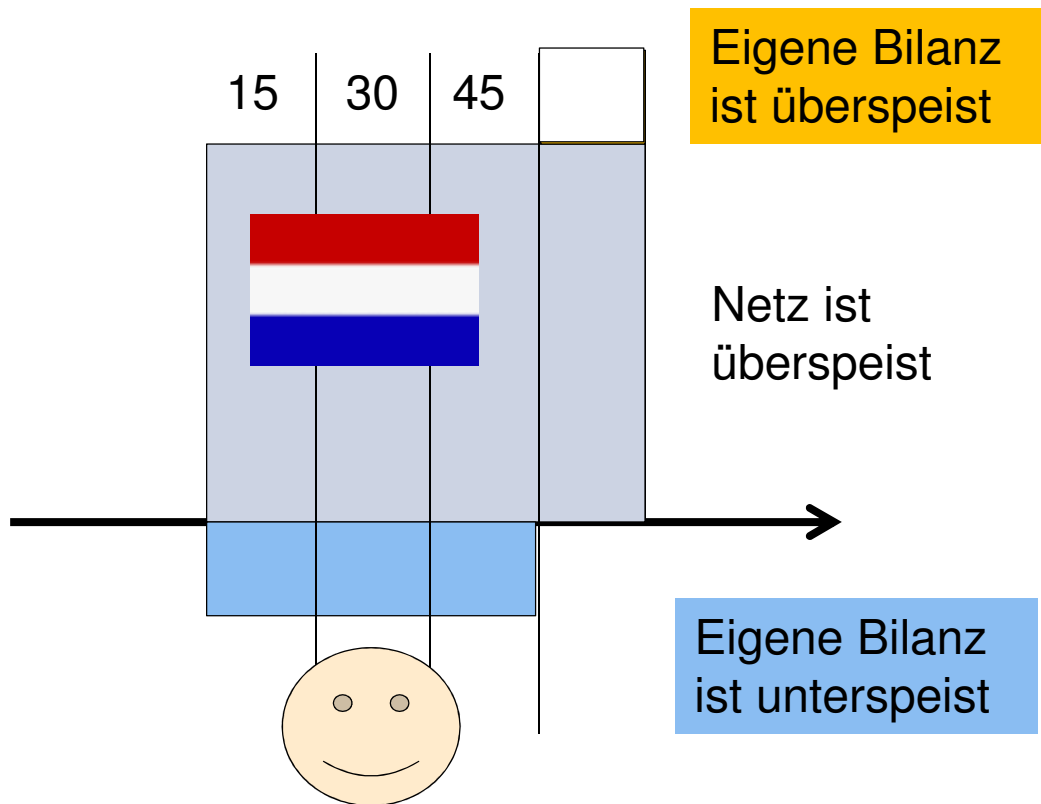 15 30 45
Eigene Bilanz
ist überspeist
Netz ist
überspeist
Eigene Bilanz
ist unterspeist